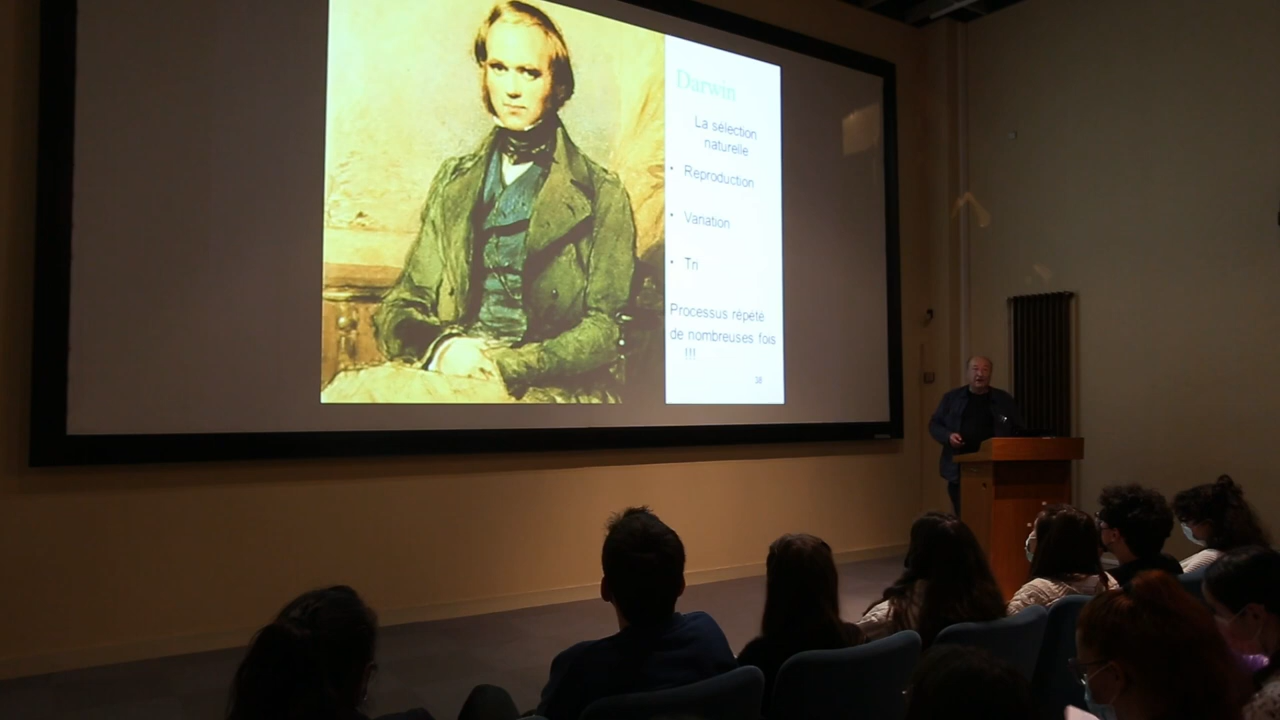 Darwin
La sélection
naturelle
• Reproduction
• Variation
• Tri
Processus répété
de nombreuses fois
!!!